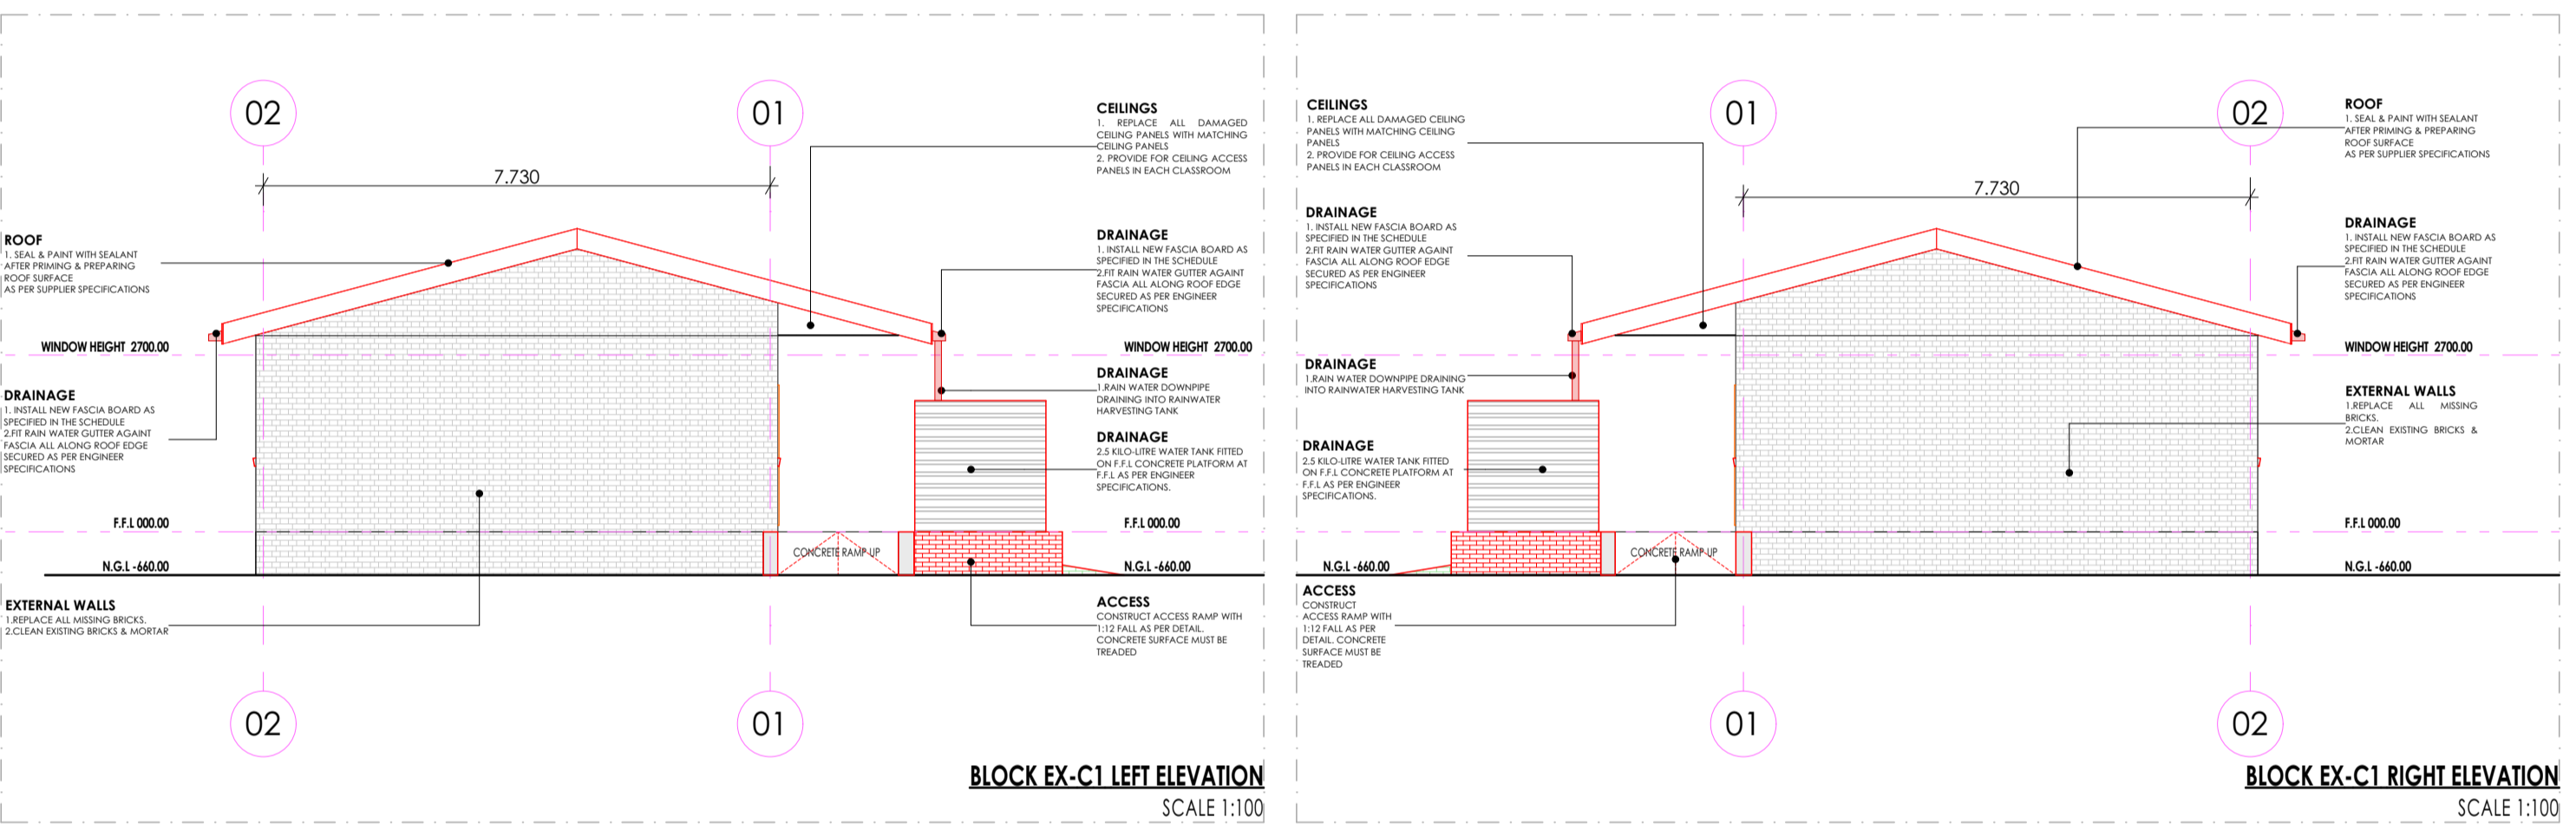 02
01
7.730
CEILINGS
1. REPLACE ALL DAMAGED
CEILING PANELS WITH MATCHING
CEILING PANELS
2. PROVIDE FOR CEILING ACCESS
PANELS IN EACH CLASSROOM
ROOF
1. SEAL & PAINT WITH SEALANT
AFTER PRIMING & PREPARING
ROOF SURFACE
AS PER SUPPLIER SPECIFICATIONS
DRAINAGE
1. INSTALL NEW FASCIA BOARD AS
SPECIFIED IN THE SCHEDULE
2.FIT RAIN WATER GUTTER AGAINT
FASCIA ALL ALONG ROOF EDGE
SECURED AS PER ENGINEER
SPECIFICATIONS
WINDOW HEIGHT 2700.00
WINDOW HEIGHT 2700.00
DRAINAGE
1.RAIN WATER DOWNPIPE
DRAINING INTO RAINWATER
HARVESTING TANK
DRAINAGE
1. INSTALL NEW FASCIA BOARD AS
SPECIFIED IN THE SCHEDULE
2.FIT RAIN WATER GUTTER AGAINT
FASCIA ALL ALONG ROOF EDGE
SECURED AS PER ENGINEER
SPECIFICATIONS
DRAINAGE
2.5 KILO-LITRE WATER TANK FITTED
ON F.F.L CONCRETE PLATFORM AT
F.F.L AS PER ENGINEER
SPECIFICATIONS.
F.F.L 000.00
F.F.L 000.00
CONCRETE RAMP UP
N.G.L -660.00
N.G.L -660.00
EXTERNAL WALLS
1.REPLACE ALL MISSING BRICKS.
2.CLEAN EXISTING BRICKS & MORTAR
ACCESS
CONSTRUCT ACCESS RAMP WITH
1:12 FALL AS PER DETAIL.
CONCRETE SURFACE MUST BE
TREADED
02
01
BLOCK EX-C1 LEFT ELEVATION
SCALE 1:100
01
02
7.730
CEILINGS
1. REPLACE ALL DAMAGED CEILING
PANELS WITH MATCHING CEILING
PANELS
2. PROVIDE FOR CEILING ACCESS
PANELS IN EACH CLASSROOM
ROOF
1. SEAL & PAINT WITH SEALANT
AFTER PRIMING & PREPARING
ROOF SURFACE
AS PER SUPPLIER SPECIFICATIONS
DRAINAGE
1. INSTALL NEW FASCIA BOARD AS
SPECIFIED IN THE SCHEDULE
2.FIT RAIN WATER GUTTER AGAINT
FASCIA ALL ALONG ROOF EDGE
SECURED AS PER ENGINEER
SPECIFICATIONS
DRAINAGE
1. INSTALL NEW FASCIA BOARD AS
SPECIFIED IN THE SCHEDULE
2.FIT RAIN WATER GUTTER AGAINT
FASCIA ALL ALONG ROOF EDGE
SECURED AS PER ENGINEER
SPECIFICATIONS
WINDOW HEIGHT 2700.00
DRAINAGE
1.RAIN WATER DOWNPIPE DRAINING
INTO RAINWATER HARVESTING TANK
EXTERNAL WALLS
1.REPLACE ALL MISSING
BRICKS.
2.CLEAN EXISTING BRICKS &
MORTAR
DRAINAGE
2.5 KILO-LITRE WATER TANK FITTED
ON F.F.L CONCRETE PLATFORM AT
F.F.L AS PER ENGINEER
SPECIFICATIONS.
F.F.L 000.00
CONCRETE RAMP UP
N.G.L -660.00
N.G.L -660.00
ACCESS
CONSTRUCT
ACCESS RAMP WITH
1:12 FALL AS PER
DETAIL. CONCRETE
SURFACE MUST BE
TREADED
01
02
BLOCK EX-C1 RIGHT ELEVATION
SCALE 1:100